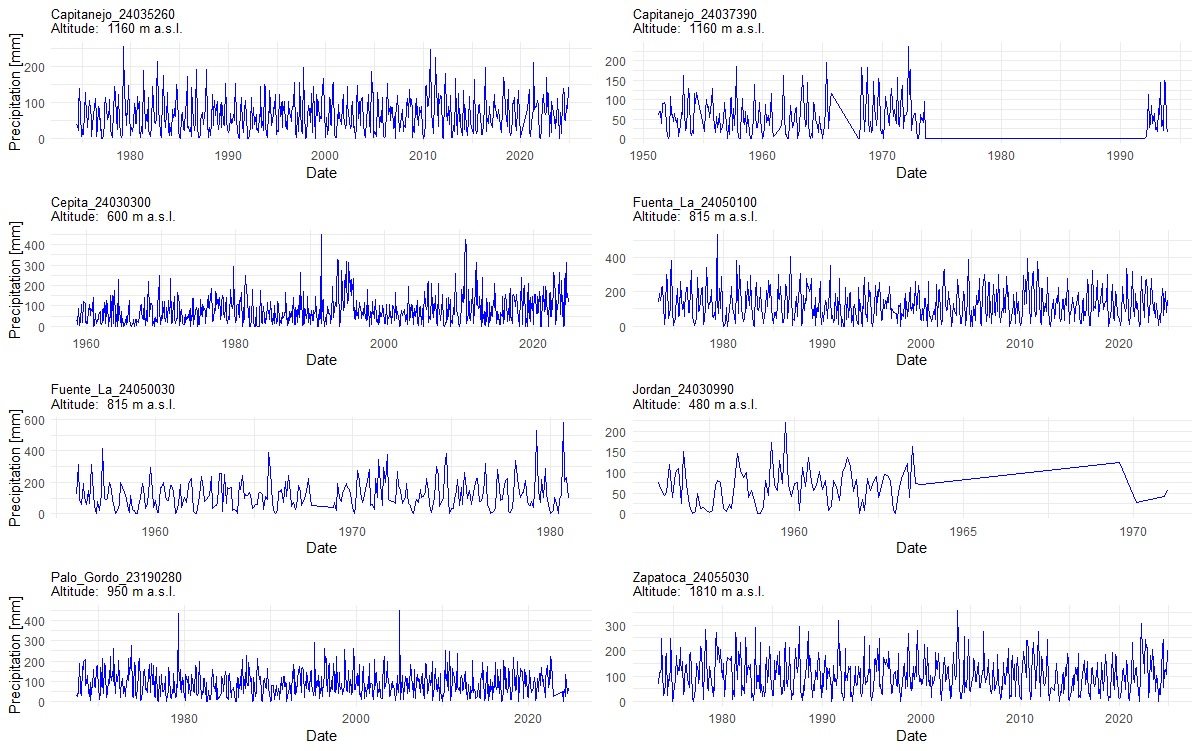 Capitanejo_24035260
Altitude: 1160 m a.s.l.
Precipitation [mm]
200
100
0
1980
1990
2000
2010
2020
Date
Capitanejo_24037390
Altitude: 1160 m a.s.l.
200
150
100
50
0
1950
1960
1970
1980
1990
Date
Cepita_24030300
Altitude: 600 m a.s.l.
Precipitation [mm]
400
300
200
100
0
1960
1980
2000
2020
Date
Fuenta_La_24050100
Altitude: 815 m a.s.l.
400
200
0
1980
1990
2000
2010
2020
Date
Fuente_La_24050030
Altitude: 815 m a.s.l.
Precipitation [mm]
600
400
200
0
1960
1970
1980
Date
Jordan_24030990
Altitude: 480 m a.s.l.
200
150
100
50
0
1960
1965
1970
Date
Palo_Gordo_23190280
Altitude: 950 m a.s.l.
Precipitation [mm]
400
300
200
100
0
1980
2000
2020
Date
Zapatoca_24055030
Altitude: 1810 m a.s.l.
300
200
100
0
1980
1990
2000
2010
2020
Date